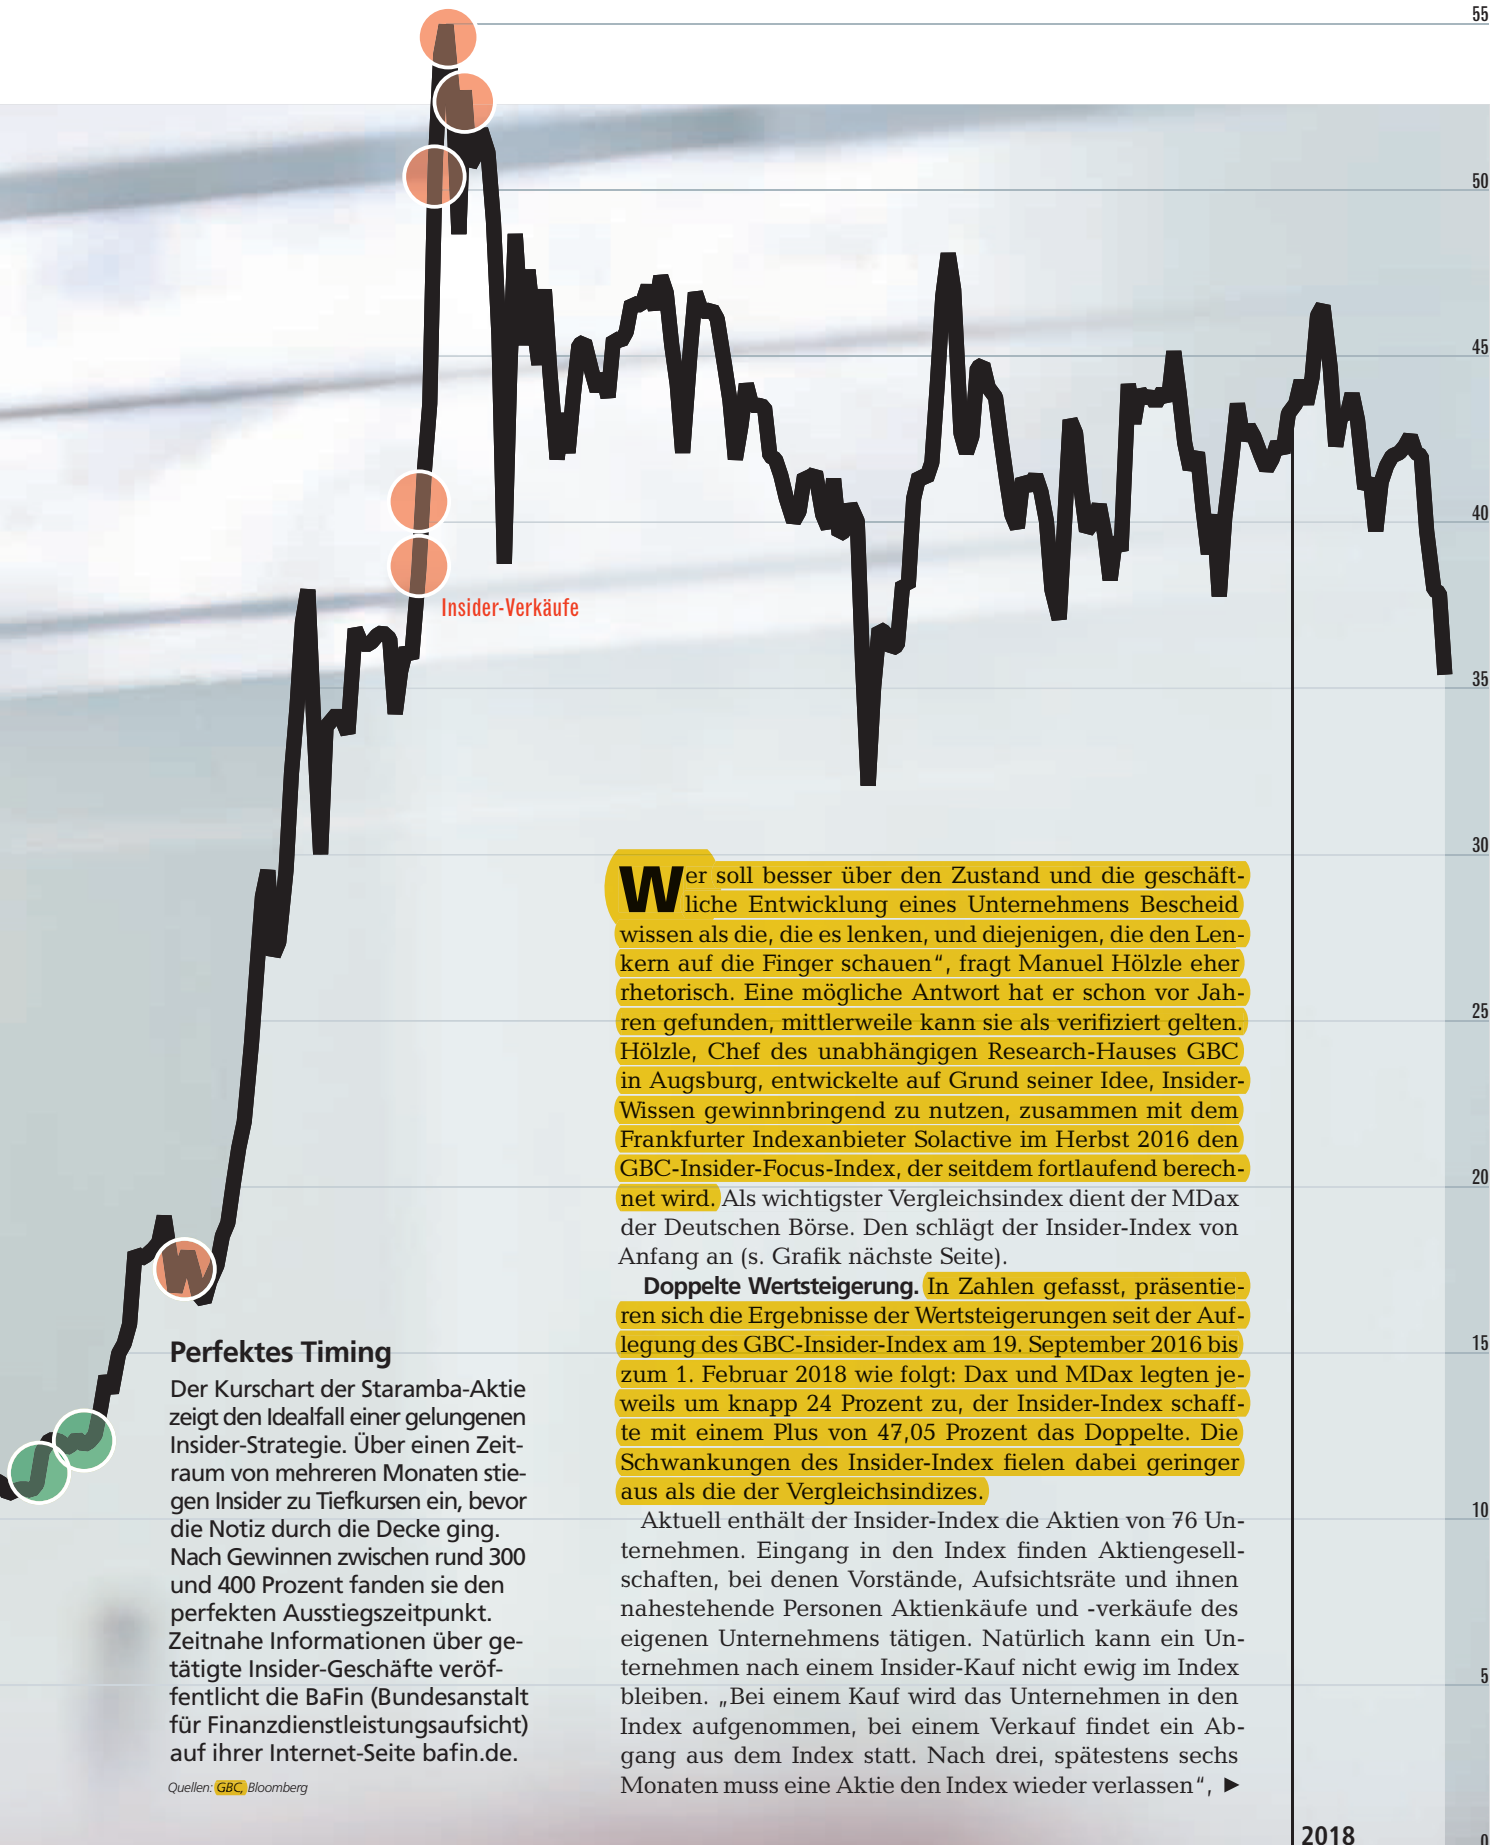 55
50
45
40
Insider-Verkäufe
35
30
25
20
15
10
5
0
2018
Wer soll besser über den Zustand und die geschäft-
liche Entwicklung eines Unternehmens Bescheid
wissen als die, die es lenken, und diejenigen, die den Len-
kern auf die Finger schauen“, fragt Manuel Hölzle eher
rhetorisch. Eine mögliche Antwort hat er schon vor Jah-
ren gefunden, mittlerweile kann sie als verifiziert gelten.
Hölzle, Chef des unabhängigen Research-Hauses GBC
in Augsburg, entwickelte auf Grund seiner Idee, Insider-
Wissen gewinnbringend zu nutzen, zusammen mit dem
Frankfurter Indexanbieter Solactive im Herbst 2016 den
GBC-Insider-Focus-Index, der seitdem fortlaufend berech-
net wird. Als wichtigster Vergleichsindex dient der MDax
der Deutschen Börse. Den schlägt der Insider-Index von
Anfang an (s. Grafik nächste Seite).
Doppelte Wertsteigerung. In Zahlen gefasst, präsentie-
ren sich die Ergebnisse der Wertsteigerungen seit der Auf-
legung des GBC-Insider-Index am 19. September 2016 bis
zum 1. Februar 2018 wie folgt: Dax und MDax legten je-
weils um knapp 24 Prozent zu, der Insider-Index schaff-
te mit einem Plus von 47,05 Prozent das Doppelte. Die
Schwankungen des Insider-Index fielen dabei geringer
aus als die der Vergleichsindizes.
Aktuell enthält der Insider-Index die Aktien von 76 Un-
ternehmen. Eingang in den Index finden Aktiengesell-
schaften, bei denen Vorstände, Aufsichtsräte und ihnen
nahestehende Personen Aktienkäufe und -verkäufe des
eigenen Unternehmens tätigen. Natürlich kann ein Un-
ternehmen nach einem Insider-Kauf nicht ewig im Index
bleiben. „Bei einem Kauf wird das Unternehmen in den
Index aufgenommen, bei einem Verkauf findet ein Ab-
gang aus dem Index statt. Nach drei, spätestens sechs
Monaten muss eine Aktie den Index wieder verlassen“, ►
Perfektes Timing
Der Kurschart der Staramba-Aktie
zeigt den Idealfall einer gelungenen
Insider-Strategie. Über einen Zeit-
raum von mehreren Monaten stie-
gen Insider zu Tiefkursen ein, bevor
die Notiz durch die Decke ging.
Nach Gewinnen zwischen rund 300
und 400 Prozent fanden sie den
perfekten Ausstiegszeitpunkt.
Zeitnahe Informationen über ge-
tätigte Insider-Geschäfte veröf-
fentlicht die BaFin (Bundesanstalt
für Finanzdienstleistungsaufsicht)
auf ihrer Internet-Seite bafin.de.
Quellen: GBC, Bloomberg